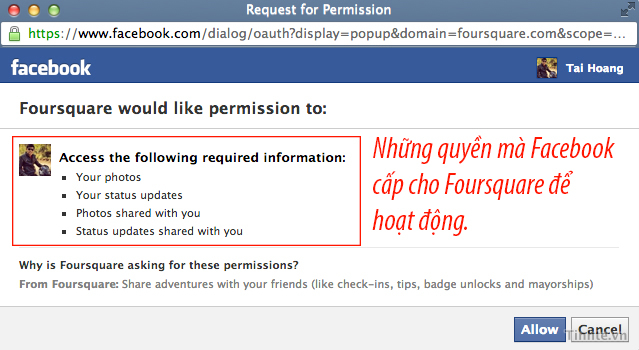 Request for Permission
https://www.facebook.com/dialog/oauth?display=popup&domain=foursquare.com&scope=...
facebook
Tai Hoang
Foursquare would like permission to:
Access the following required information:
▪ Your photos
▪ Your status updates
▪ Photos shared with you
▪ Status updates shared with you
Những quyền mà Facebook
cấp cho Foursquare để
hoạt động.
Why is Foursquare asking for these permissions?
From Foursquare: Share adventures with your friends (like check-ins, tips, badge unlocks and mayorships)
Allow
Cancel
Tinhte.vn